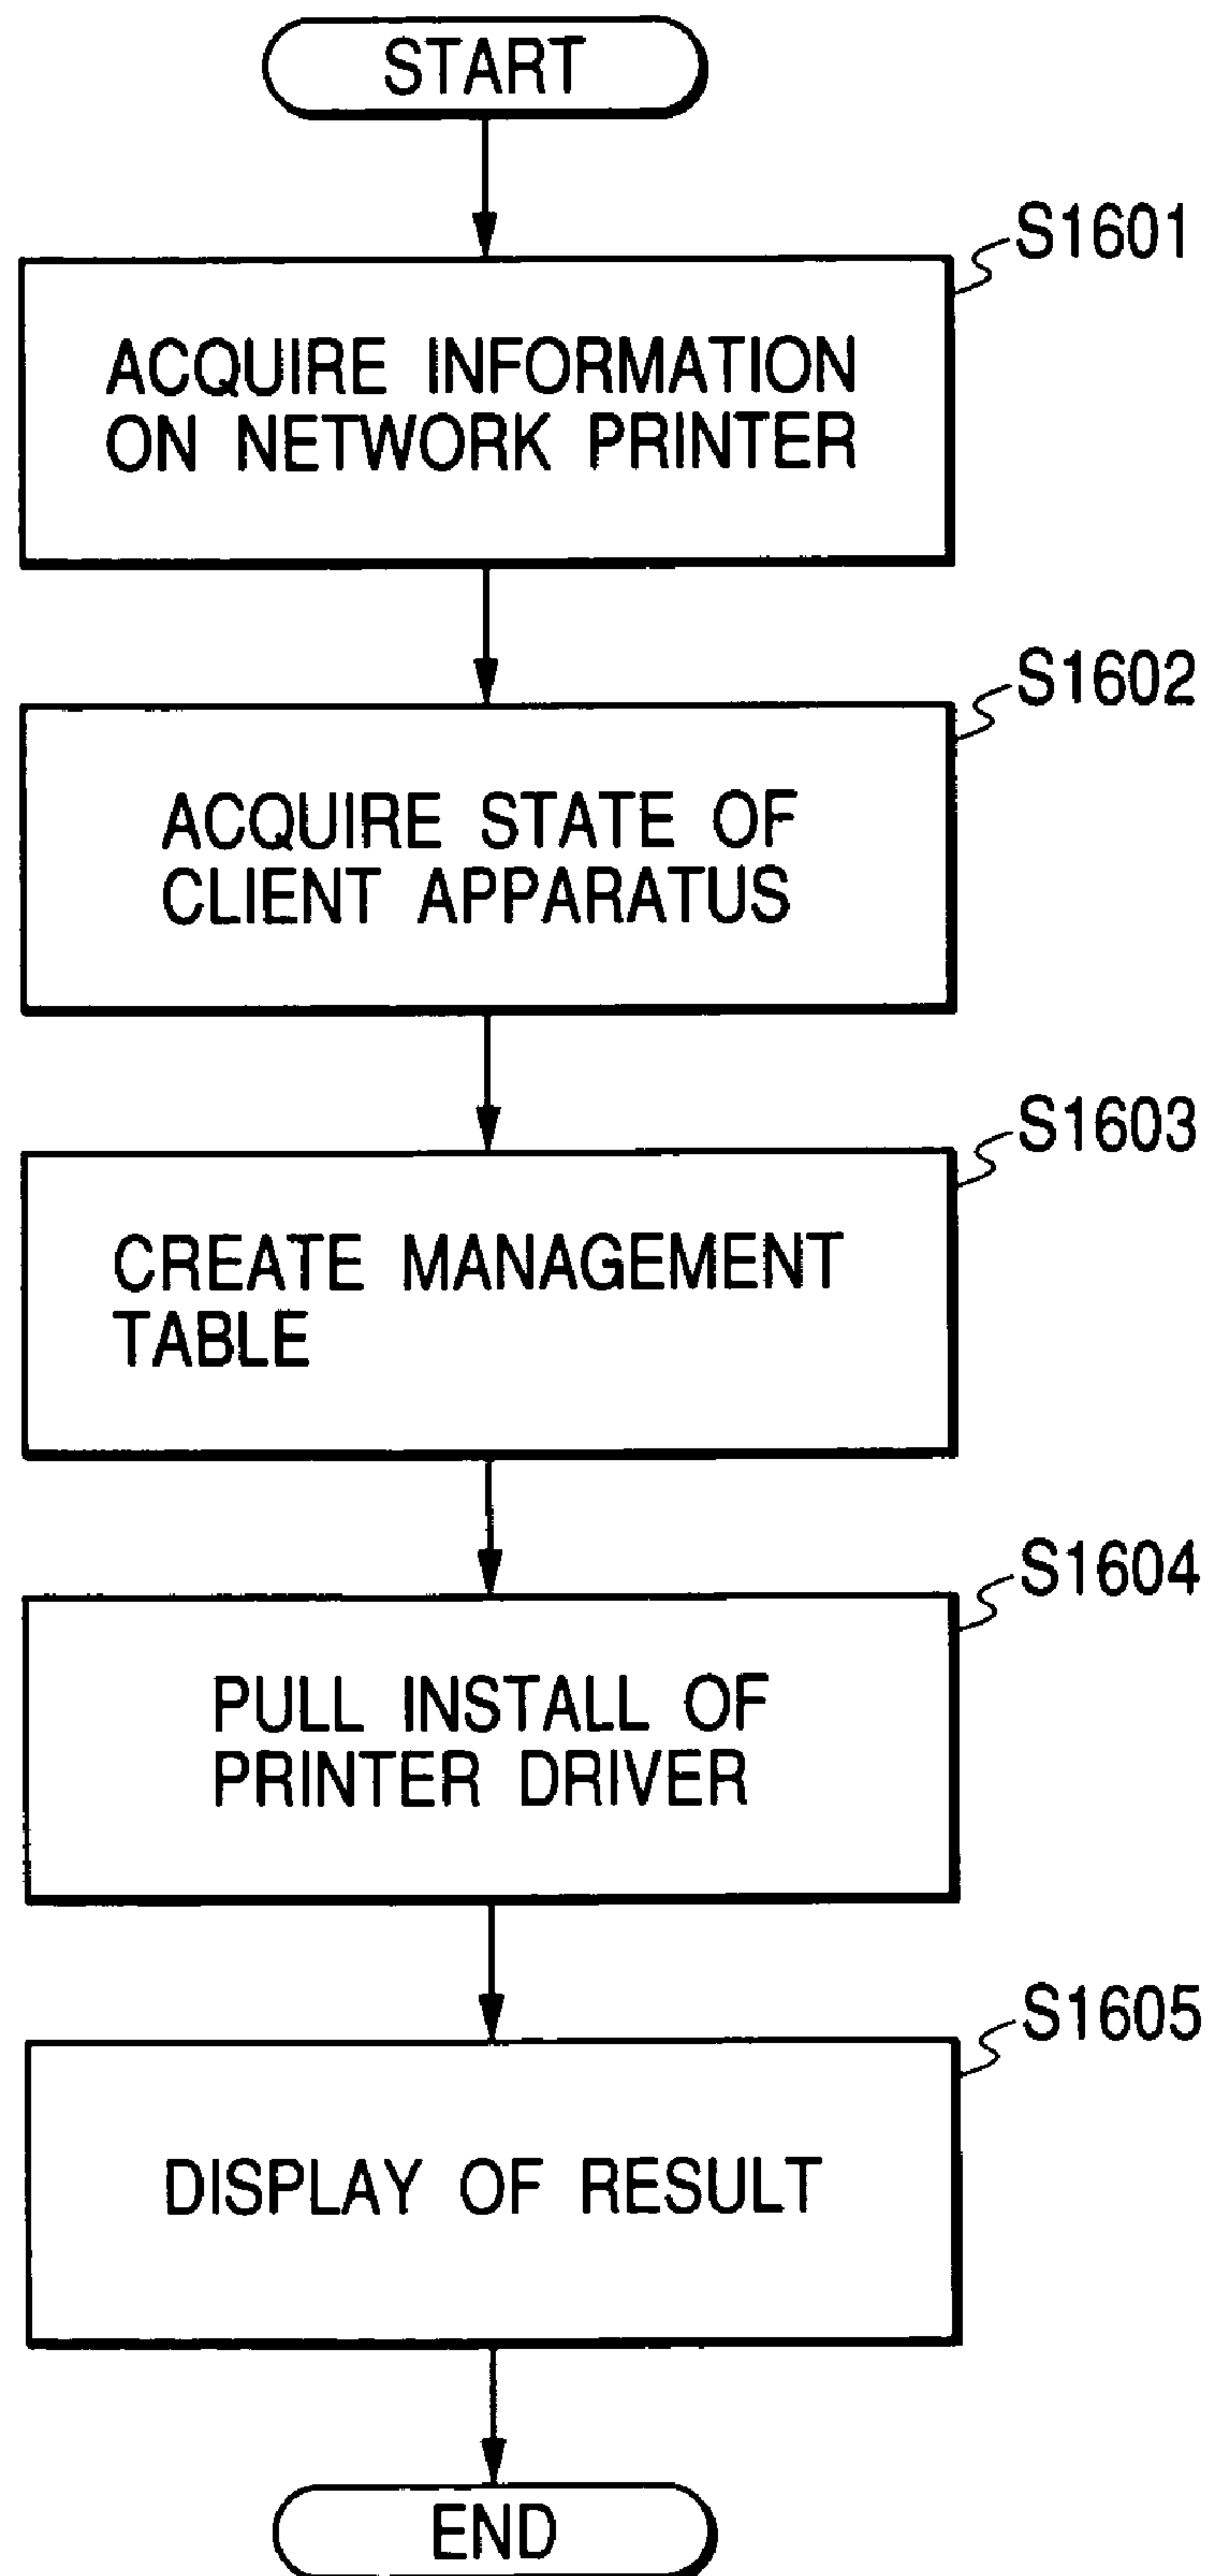 START
S1601
ACQUIRE INFORMATION
ON NETWORK PRINTER
S1602
ACQUIRE STATE OF
CLIENT APPARATUS
S1603
CREATE MANAGEMENT
TABLE
S1604
PULL INSTALL OF
PRINTER DRIVER
S1605
DISPLAY OF RESULT
END